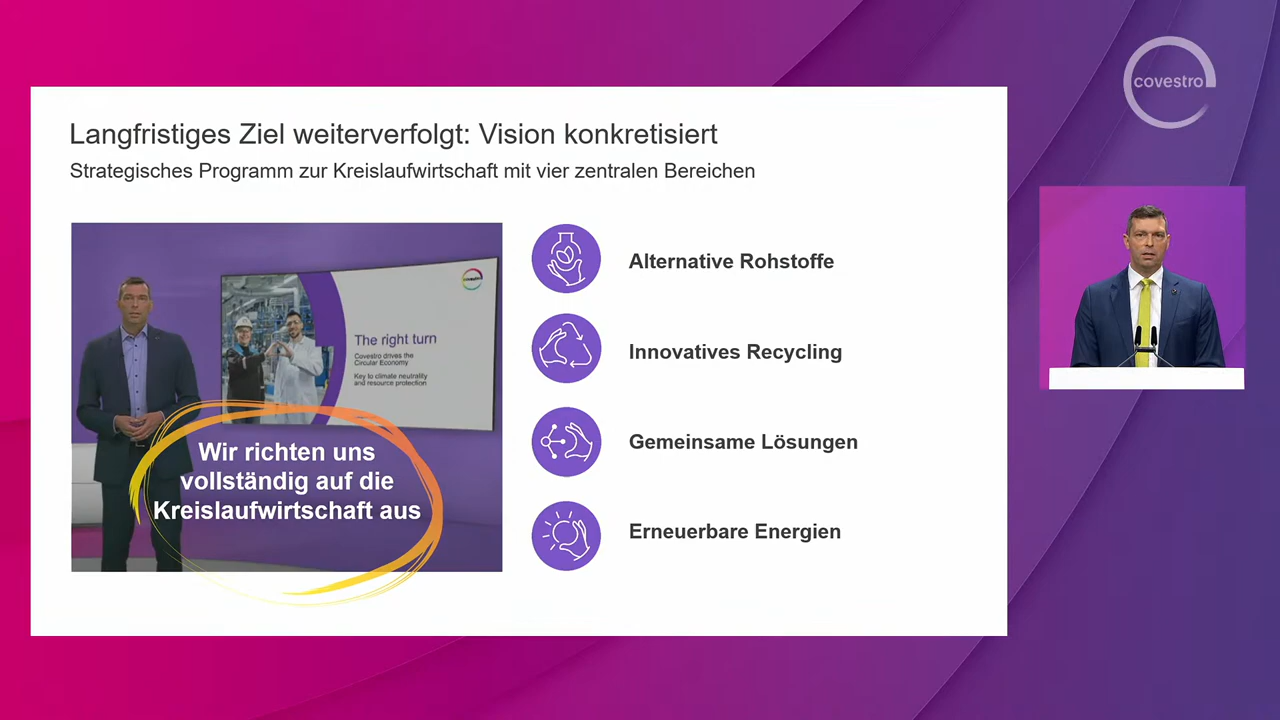 covestro
Langfristiges Ziel weiterverfolgt: Vision konkretisiert
Strategisches Programm zur Kreislaufwirtschaft mit vier zentralen Bereichen
The right turn
Covestro drives the
Circular Economy
Key to climate neutrality
and resource protection
Wir richten uns
vollständig auf die
Kreislaufwirtschaft aus
Alternative Rohstoffe
Innovatives Recycling
Gemeinsame Lösungen
Erneuerbare Energien